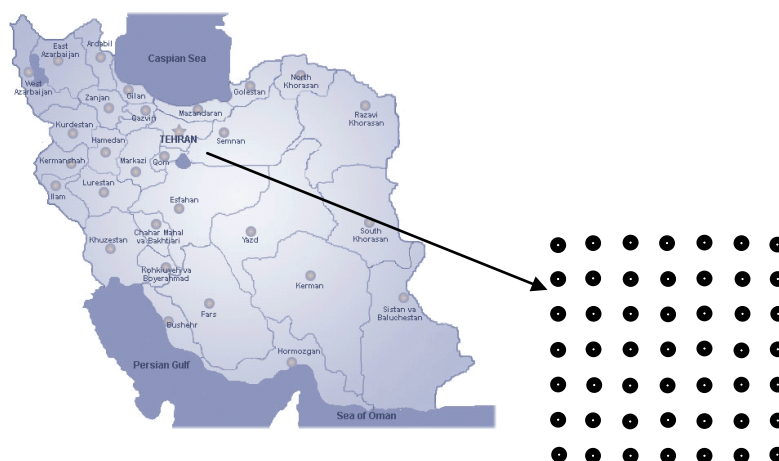 Caspian Sea
East
Azarbaijan
Ardabil
West
Azarbaijan
Gilan
Zanjan
Qazvin
Mazandaran
Golestan
North
Khorasan
Razavi
Khorasan
Kurdestan
Hamedan
TEHRAN
Semnan
Kermanshah
Markazi
Qom
Ilam
Lurestan
Esfahan
Khuzestan
Chahar Mahal
va Bakhtiari
Yazd
South
Khorasan
Kohkiluyeh va
Boyerahmad
Kerman
Fars
Sistan va
Baluchestan
Bushehr
Hormozgan
Persian Gulf
Sea of Oman